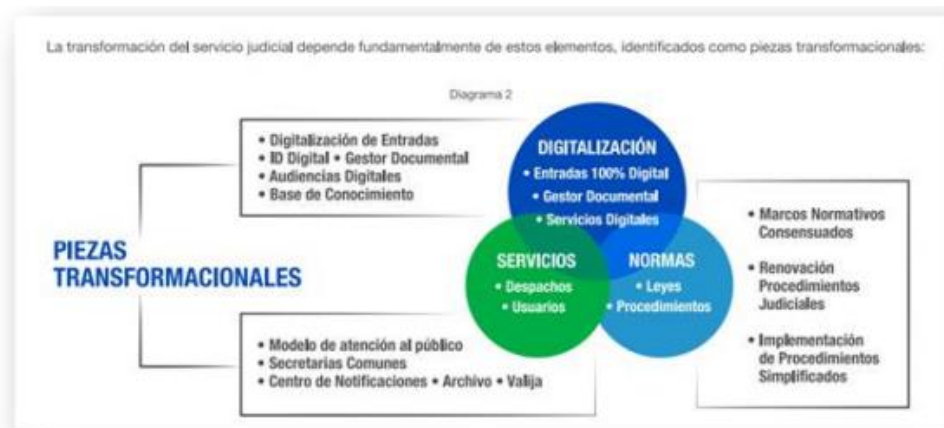 La transformación del servicio judicial depende fundamentalmente de estos elementos, identificados como piezas transformacionales:
Diagrama 2
• Digitalización de Entradas
• ID Digital • Gestor Documental
• Audiencias Digitales
• Base de Conocimiento
DIGITALIZACIÓN
• Entradas 100% Digital
• Gestor Documental
• Servicios Digitales
PIEZAS
TRANSFORMACIONALES
SERVICIOS
• Despachos
• Usuarios
NORMAS
• Leyes
• Procedimientos
• Marcos Normativos
Consensuados
• Renovación
Procedimientos
Judiciales
• Implementación
de Procedimientos
Simplificados
• Modelo de atención al público
• Secretarias Comunes
• Centro de Notificaciones • Archivo • Valija